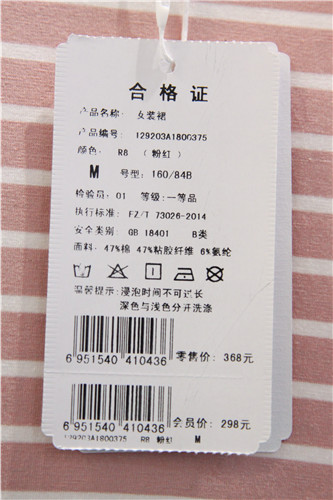 合格证
产品名称: 女装裙
产品编号: 129203A1800375
颜色: R8 (粉红)
M 号型: 160/84B
检验员: 01 等级: 一等品
执行标准: FZ/T 73026-2014
安全类别: GB 18401 B类
面料: 47%棉 47%粘胶纤维 6%氨纶
温馨提示: 浸泡时间不可过长
深色与浅色分开洗涤
6 951540 410436 零售价: 368元
6 951540 410436 会员价: 298元
129203A1800375 R8 粉红 M